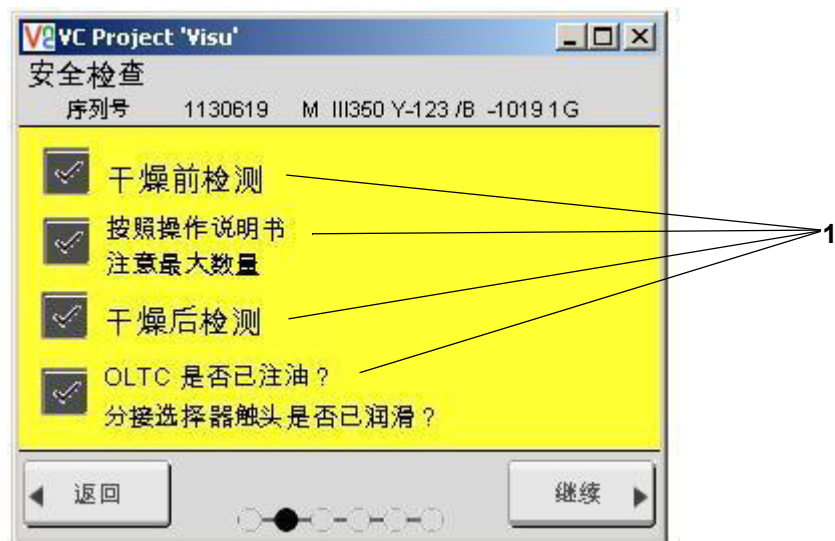 VC Project 'Visu'
安全检查
序列号 1130619 M III350 Y-123 /B -1019 1 G
干燥前检测
按照操作说明书
注意最大数量
干燥后检测
OLTC 是否已注油？
分接选择器触头是否已润滑？
返回
继续
1